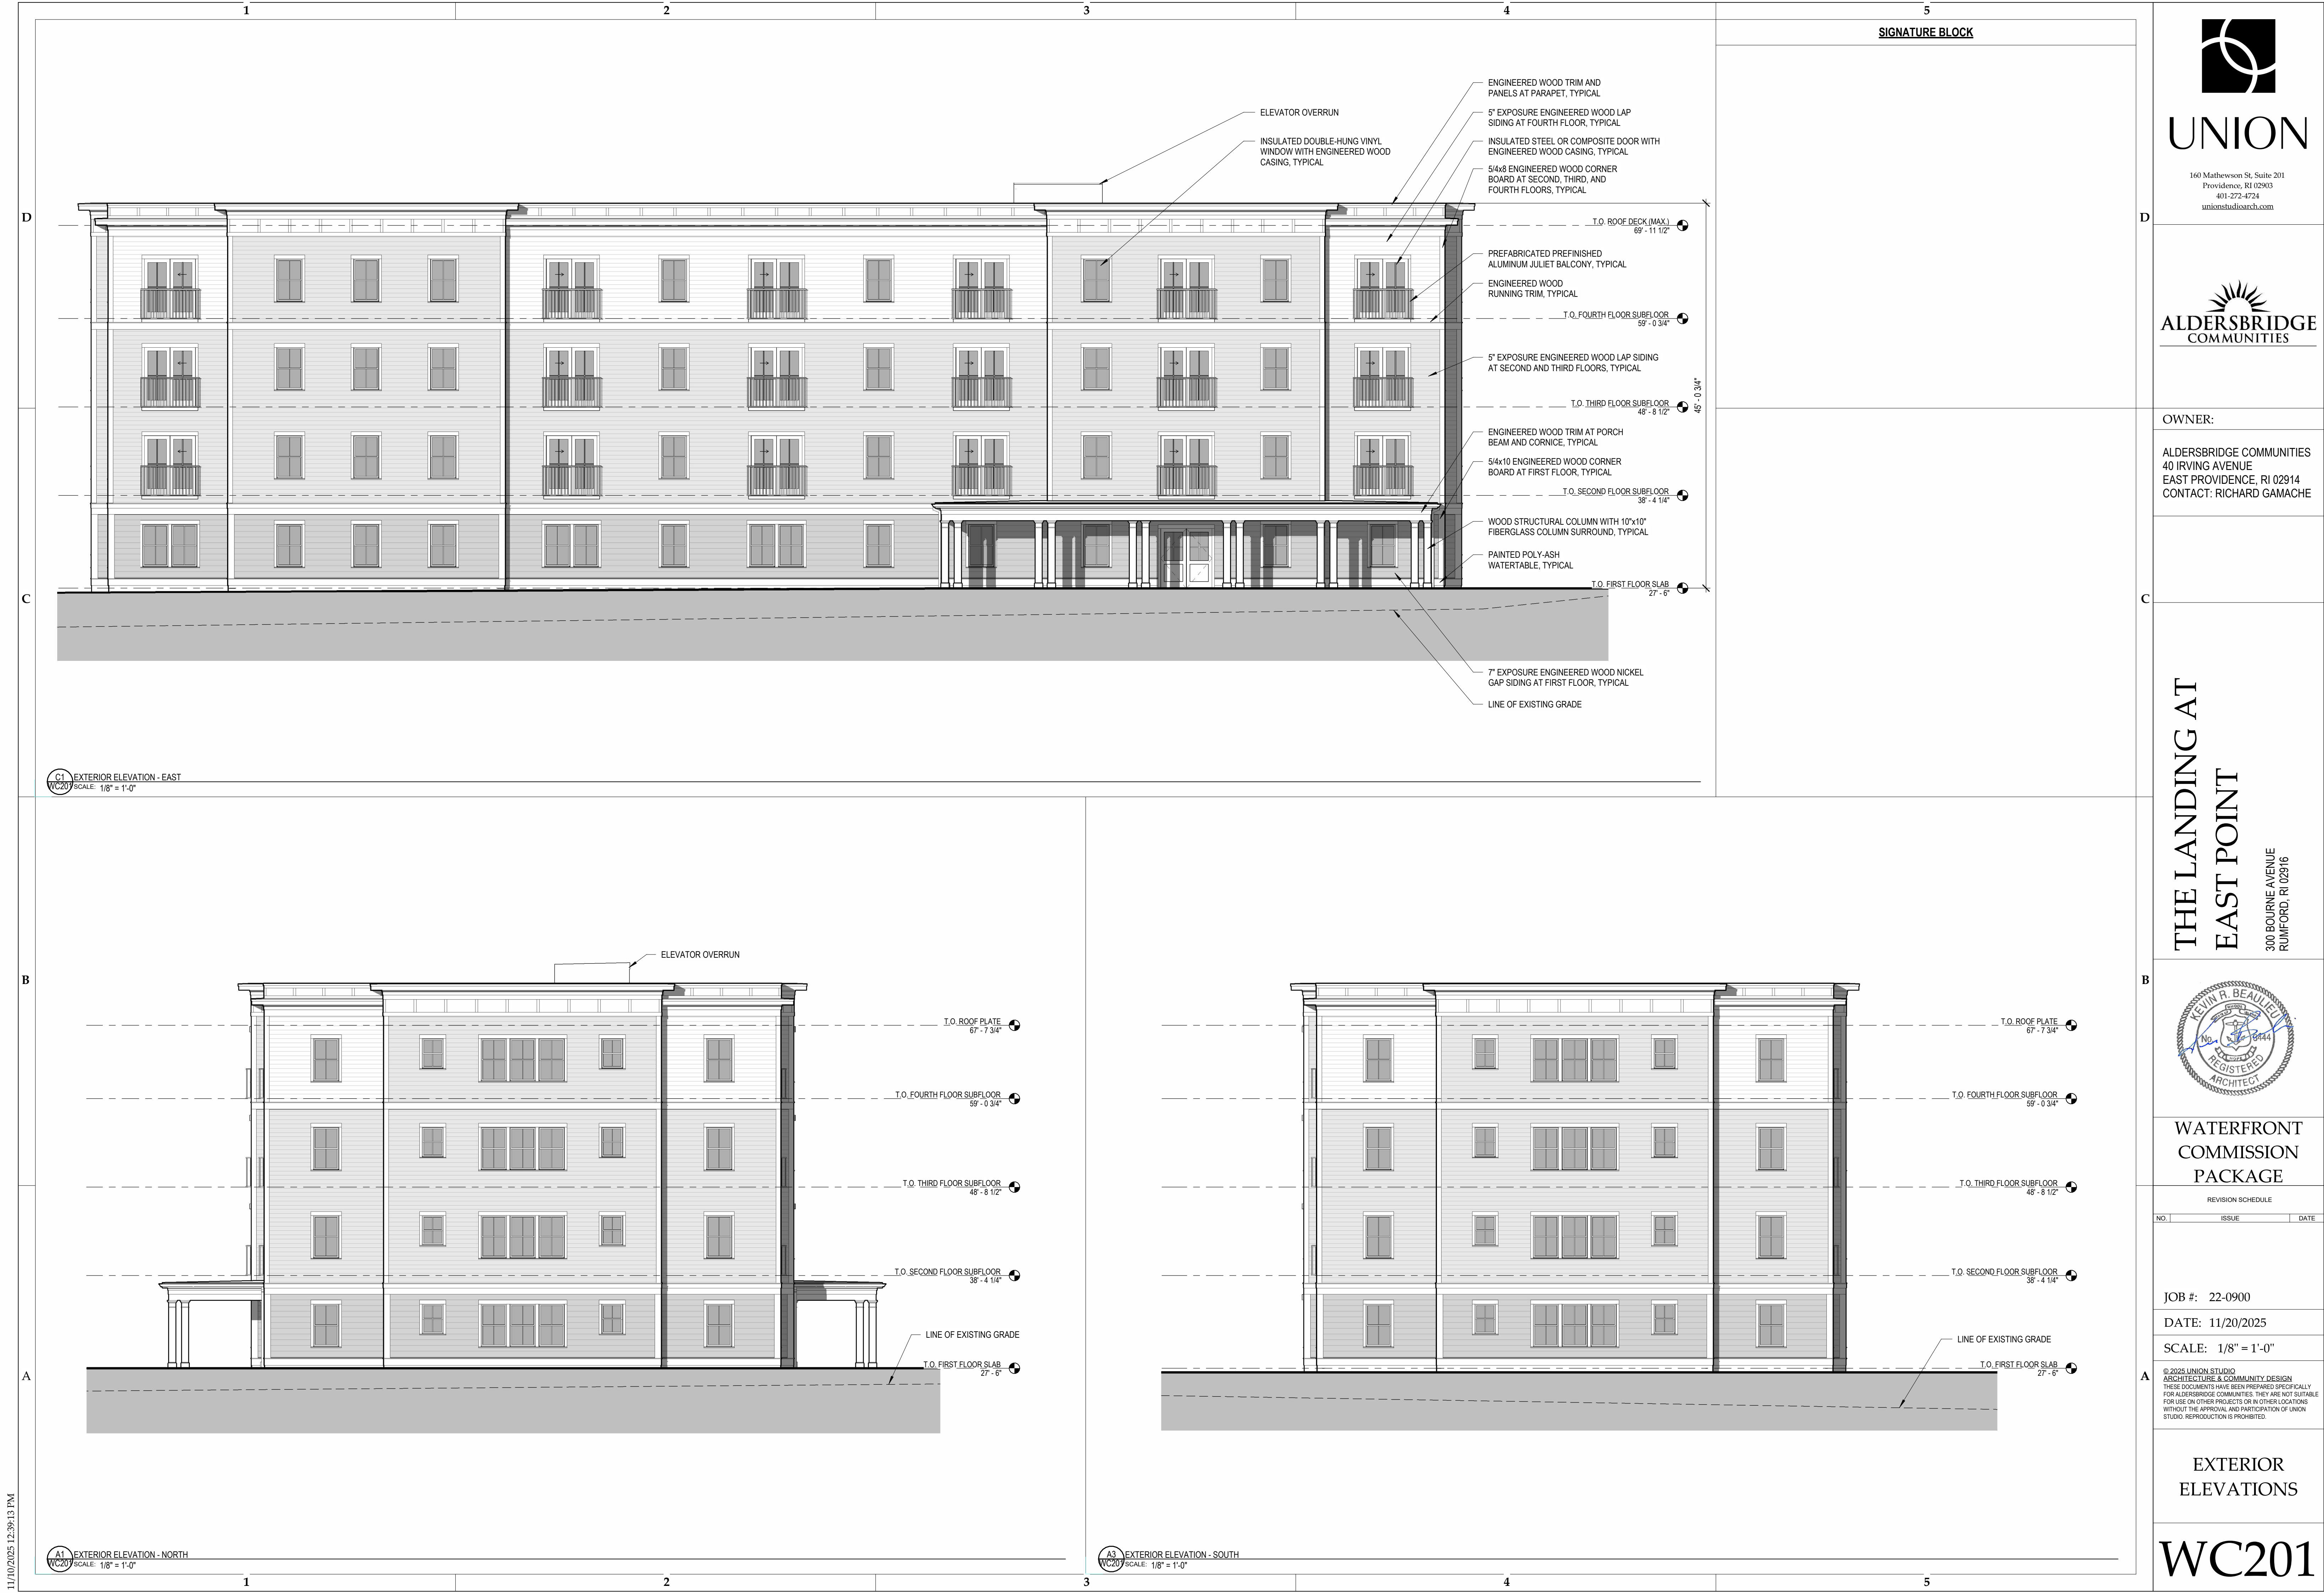 1 2 3 4 5
SIGNATURE BLOCK
ENGINEERED WOOD TRIM AND
PANELS AT PARAPET, TYPICAL
ELEVATOR OVERRUN
5" EXPOSURE ENGINEERED WOOD LAP
SIDING AT FOURTH FLOOR, TYPICAL
INSULATED DOUBLE-HUNG VINYL
WINDOW WITH ENGINEERED WOOD
CASING, TYPICAL
INSULATED STEEL OR COMPOSITE DOOR WITH
ENGINEERED WOOD CASING, TYPICAL
5/4x8 ENGINEERED WOOD CORNER
BOARD AT SECOND, THIRD, AND
FOURTH FLOORS, TYPICAL
D
D
T.O. ROOF DECK (MAX.)
69' - 11 1/2"
PREFABRICATED PREFINISHED
ALUMINUM JULIET BALCONY, TYPICAL
ENGINEERED WOOD
RUNNING TRIM, TYPICAL
T.O. FOURTH FLOOR SUBFLOOR
59' - 0 3/4"
5" EXPOSURE ENGINEERED WOOD LAP SIDING
AT SECOND AND THIRD FLOORS, TYPICAL
45' - 0 3/4"
T.O. THIRD FLOOR SUBFLOOR
48' - 8 1/2"
ENGINEERED WOOD TRIM AT PORCH
BEAM AND CORNICE, TYPICAL
5/4x10 ENGINEERED WOOD CORNER
BOARD AT FIRST FLOOR, TYPICAL
T.O. SECOND FLOOR SUBFLOOR
38' - 4 1/4"
WOOD STRUCTURAL COLUMN WITH 10"x10"
FIBERGLASS COLUMN SURROUND, TYPICAL
PAINTED POLY-ASH
WATERTABLE, TYPICAL
T.O. FIRST FLOOR SLAB
27' - 6"
C
C
7" EXPOSURE ENGINEERED WOOD NICKEL
GAP SIDING AT FIRST FLOOR, TYPICAL
LINE OF EXISTING GRADE
C1
WC201
EXTERIOR ELEVATION - EAST
SCALE: 1/8" = 1'-0"
ELEVATOR OVERRUN
B
B
T.O. ROOF PLATE
67' - 7 3/4"
T.O. FOURTH FLOOR SUBFLOOR
59' - 0 3/4"
T.O. THIRD FLOOR SUBFLOOR
48' - 8 1/2"
T.O. SECOND FLOOR SUBFLOOR
38' - 4 1/4"
LINE OF EXISTING GRADE
T.O. FIRST FLOOR SLAB
27' - 6"
A
A1
WC201
EXTERIOR ELEVATION - NORTH
SCALE: 1/8" = 1'-0"
T.O. ROOF PLATE
67' - 7 3/4"
T.O. FOURTH FLOOR SUBFLOOR
59' - 0 3/4"
T.O. THIRD FLOOR SUBFLOOR
48' - 8 1/2"
T.O. SECOND FLOOR SUBFLOOR
38' - 4 1/4"
LINE OF EXISTING GRADE
T.O. FIRST FLOOR SLAB
27' - 6"
A
A3
WC201
EXTERIOR ELEVATION - SOUTH
SCALE: 1/8" = 1'-0"
1 2 3 4 5
11/10/2025 12:39:13 PM
UNION
160 Mathewson St, Suite 201
Providence, RI 02903
401-272-4724
unionstudioarch.com
ALDERSBRIDGE
COMMUNITIES
OWNER:
ALDERSBRIDGE COMMUNITIES
40 IRVING AVENUE
EAST PROVIDENCE, RI 02914
CONTACT: RICHARD GAMACHE
THE LANDING AT
EAST POINT
300 BOURNE AVENUE
RUMFORD, RI 02916
KEVIN R. BEAULIEU
No.
REGISTERED
ARCHITECT
WATERFRONT
COMMISSION
PACKAGE
REVISION SCHEDULE
NO. ISSUE DATE
JOB #: 22-0900
DATE: 11/20/2025
SCALE: 1/8" = 1'-0"
© 2025 UNION STUDIO
ARCHITECTURE & COMMUNITY DESIGN
THESE DOCUMENTS HAVE BEEN PREPARED SPECIFICALLY
FOR ALDERSBRIDGE COMMUNITIES. THEY ARE NOT SUITABLE
FOR USE ON OTHER PROJECTS OR IN OTHER LOCATIONS
WITHOUT THE APPROVAL AND PARTICIPATION OF UNION
STUDIO. REPRODUCTION IS PROHIBITED.
EXTERIOR
ELEVATIONS
WC201